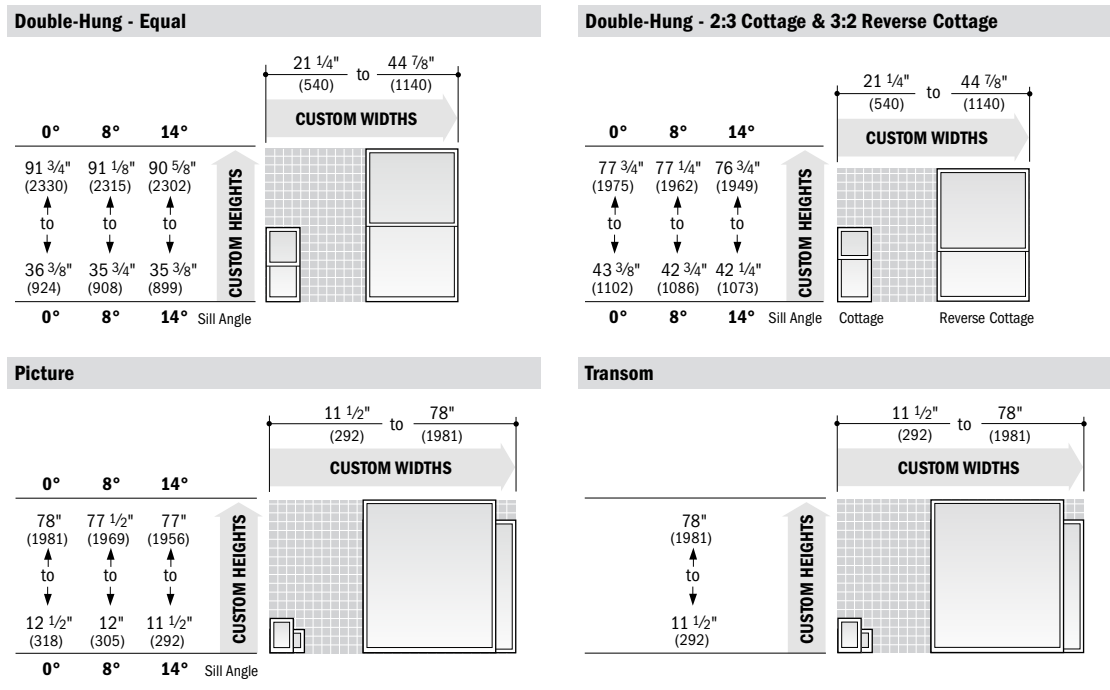 Double-Hung - Equal
21 1/4" to 44 7/8"
(540) (1140)
CUSTOM WIDTHS
0° 8° 14°
91 3/4" 91 1/8" 90 5/8"
(2330) (2315) (2302)
to to to
36 3/8" 35 3/4" 35 3/8"
(924) (908) (899)
CUSTOM HEIGHTS
0° 8° 14° Sill Angle
Double-Hung - 2:3 Cottage & 3:2 Reverse Cottage
21 1/4" to 44 7/8"
(540) (1140)
CUSTOM WIDTHS
0° 8° 14°
77 3/4" 77 1/4" 76 3/4"
(1975) (1962) (1949)
to to to
43 3/8" 42 3/4" 42 1/4"
(1102) (1086) (1073)
CUSTOM HEIGHTS
0° 8° 14° Sill Angle Cottage Reverse Cottage
Picture
11 1/2" to 78"
(292) (1981)
CUSTOM WIDTHS
0° 8° 14°
78" 77 1/2" 77"
(1981) (1969) (1956)
to to to
12 1/2" 12" 11 1/2"
(318) (305) (292)
CUSTOM HEIGHTS
0° 8° 14° Sill Angle
Transom
11 1/2" to 78"
(292) (1981)
CUSTOM WIDTHS
78"
(1981)
to
11 1/2"
(292)
CUSTOM HEIGHTS